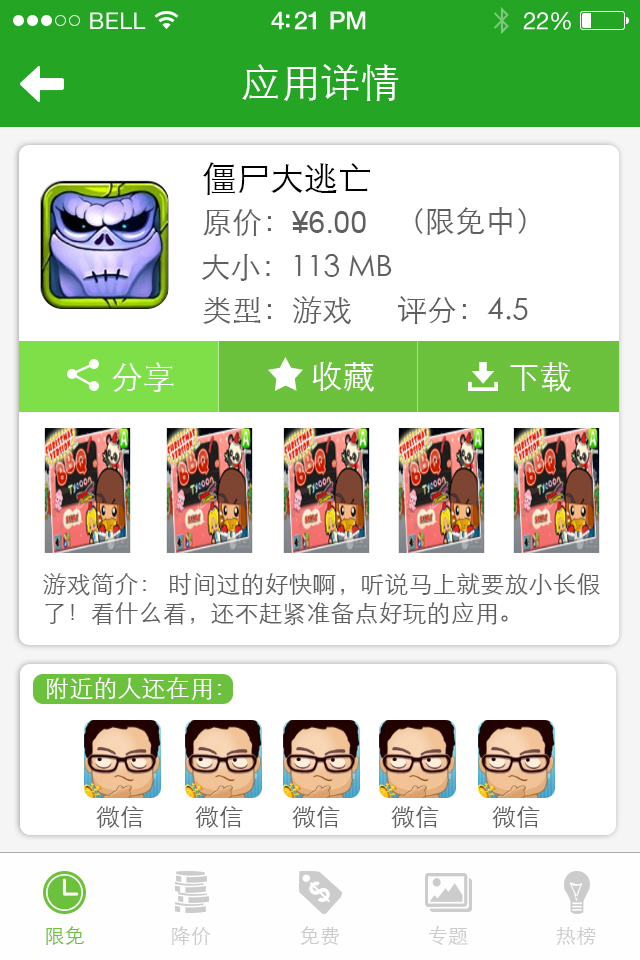 BELL 4:21 PM 22%
应用详情
僵尸大逃亡
原价：¥6.00 （限免中）
大小：113 MB
类型：游戏 评分：4.5
分享 收藏 下载
游戏简介： 时间过的好快啊，听说马上就要放小长假
了！看什么看，还不赶紧准备点好玩的应用。
附近的人还在用：
微信 微信 微信 微信 微信
限免 降价 免费 专题 热榜